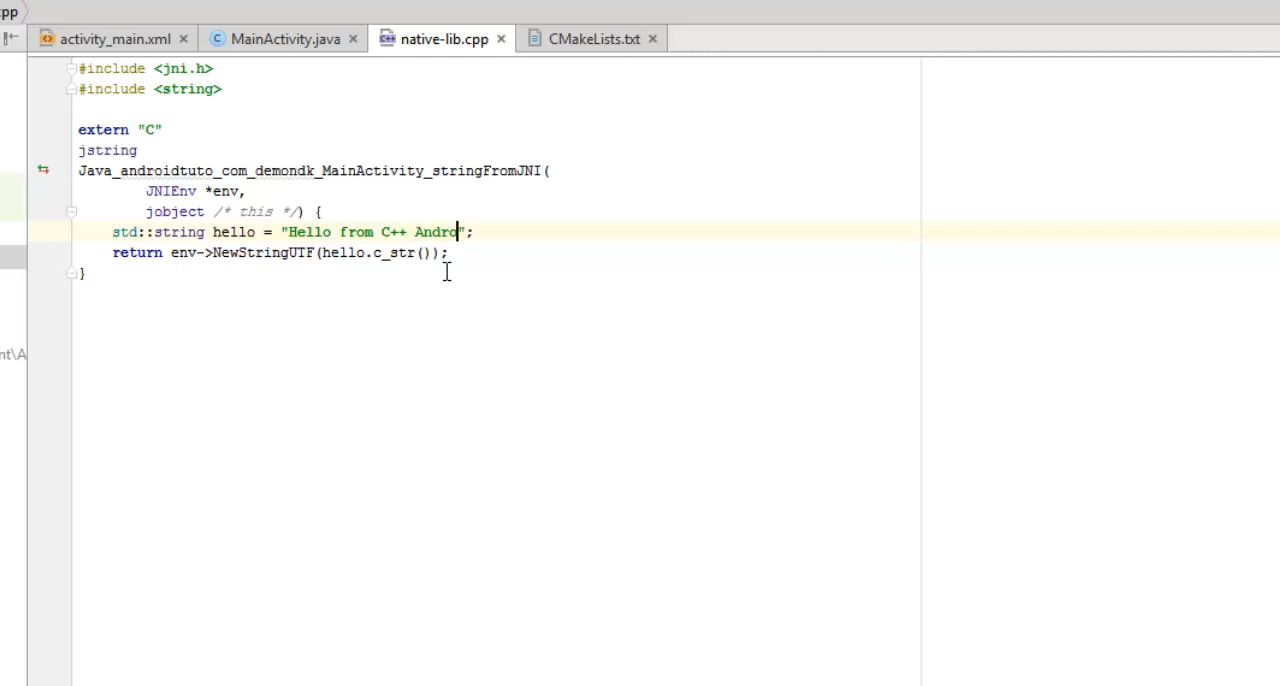 cpp
activity_main.xml × MainActivity.java × native-lib.cpp × CMakeLists.txt ×
#include <jni.h>
#include <string>
extern "C"
jstring
Java_androidtuto_com_demondk_MainActivity_stringFromJNI(
JNIEnv *env,
jobject /* this */) {
std::string hello = "Hello from C++ Andro";
return env->NewStringUTF(hello.c_str());
}
nt\A